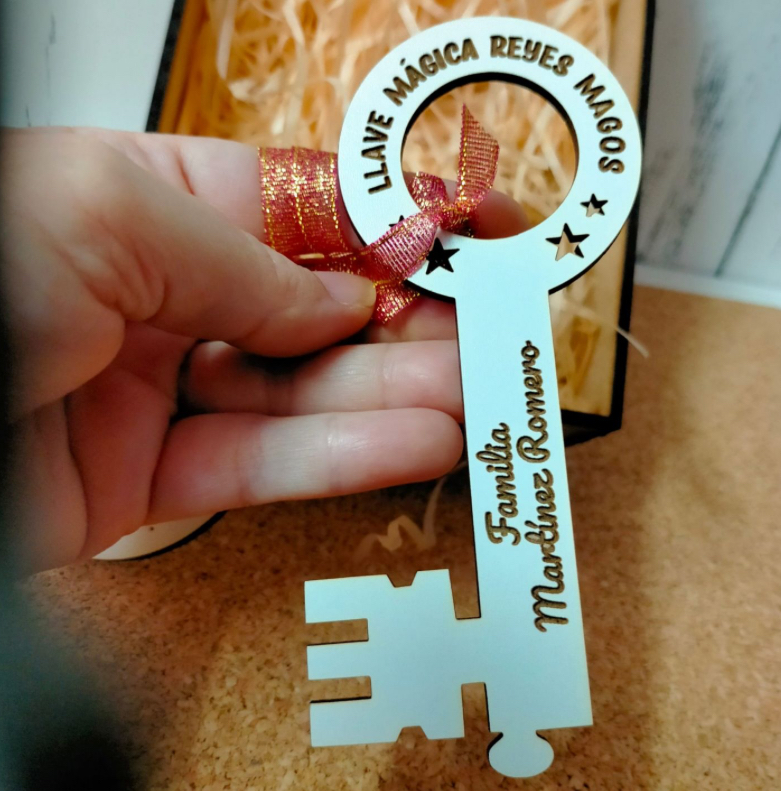 LLAVE MÁGICA REYES MAGOS
Familia
Martínez Romero